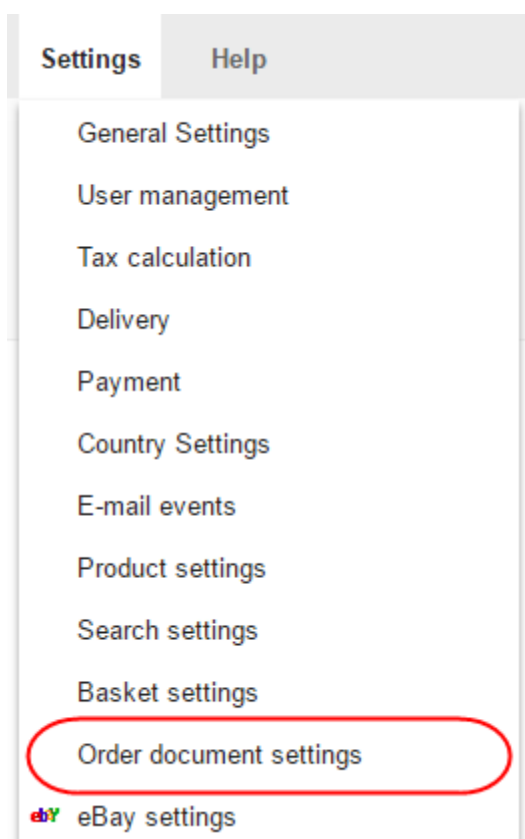 Settings Help
General Settings
User management
Tax calculation
Delivery
Payment
Country Settings
E-mail events
Product settings
Search settings
Basket settings
Order document settings
ebY eBay settings